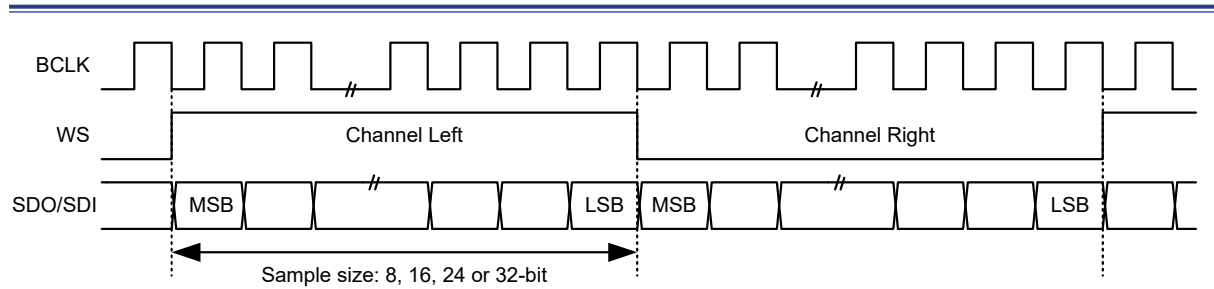 BCLK
WS
Channel Left
Channel Right
SDO/SDI
MSB
LSB
MSB
LSB
Sample size: 8, 16, 24 or 32-bit